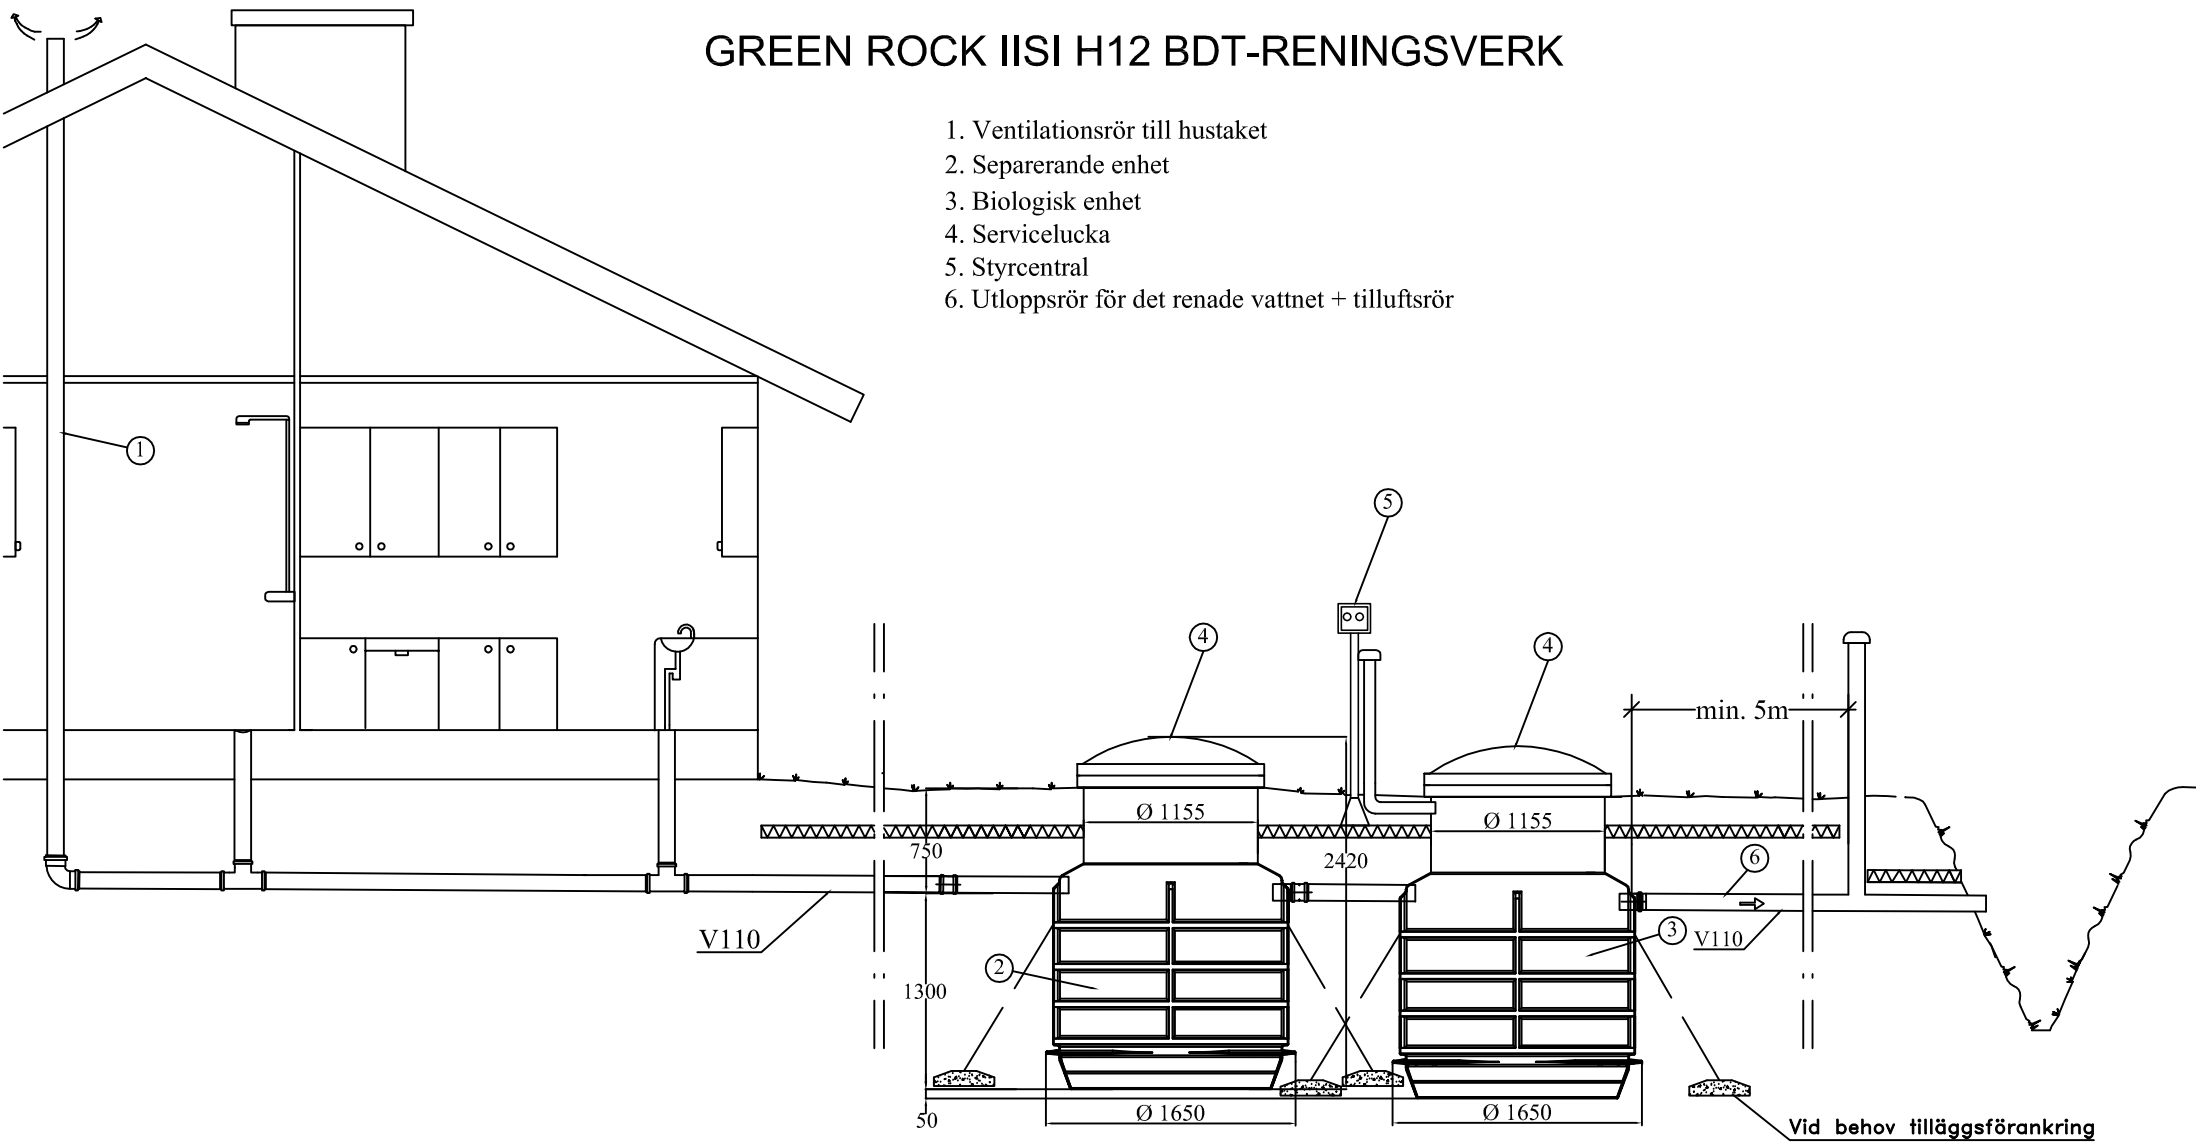 GREEN ROCK IISI H12 BDT-RENINGSVERK
1. Ventilationsrör till hustaket
2. Separerande enhet
3. Biologisk enhet
4. Servicelucka
5. Styrcentral
6. Utloppsrör för det renade vattnet + tilluftsrör
1
5
4
4
min. 5m
Ø 1155
Ø 1155
750
2420
6
V110
3
V110
2
1300
50
Ø 1650
Ø 1650
Vid behov tilläggsförankring